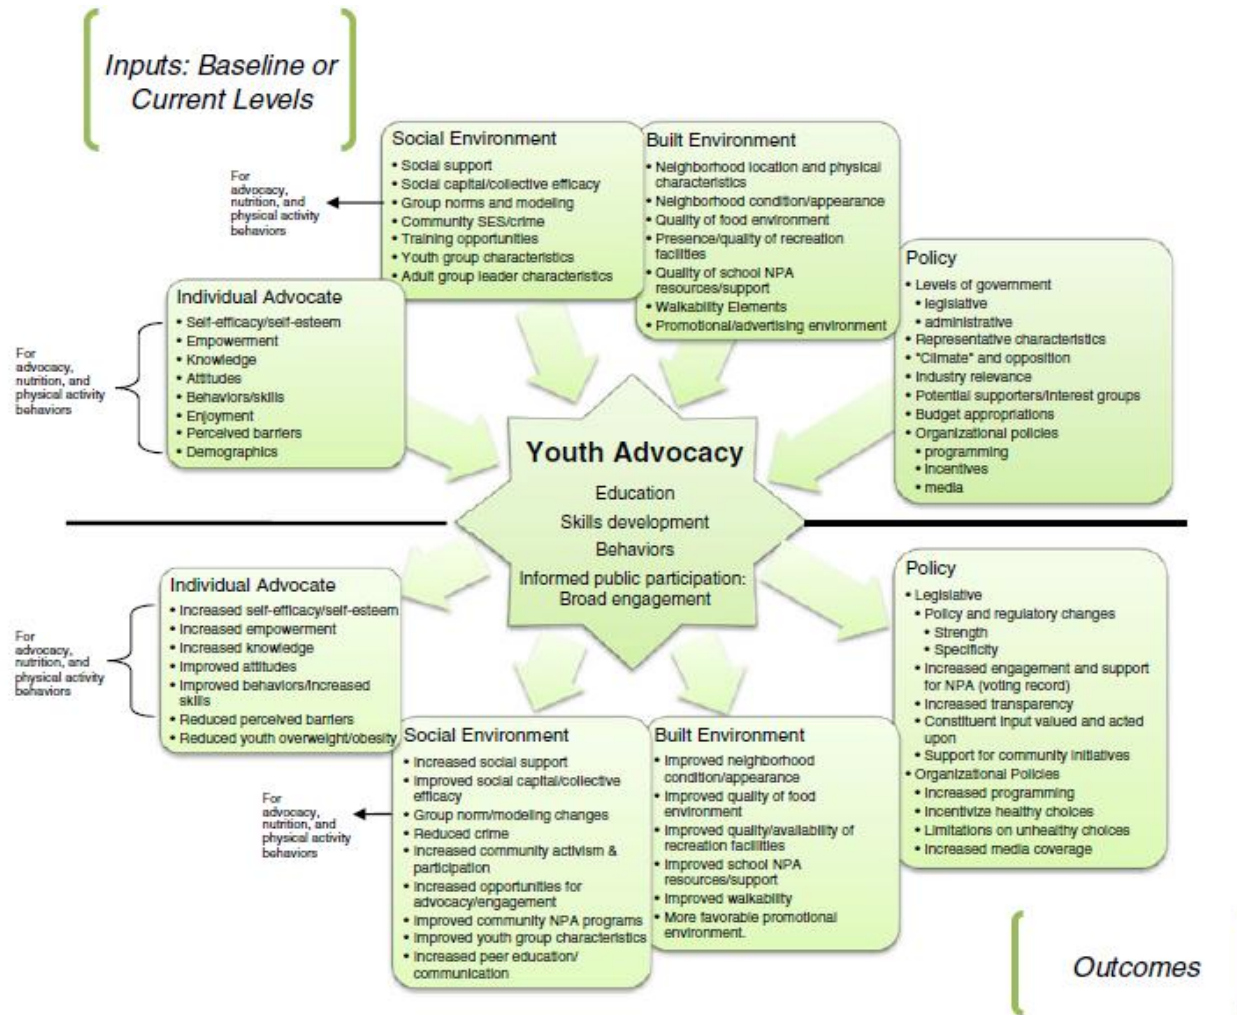 Inputs: Baseline or
Current Levels
Social Environment
• Social support
• Social capital/collective efficacy
• Group norms and modeling
• Community SES/crime
• Training opportunities
• Youth group characteristics
• Adult group leader characteristics
For
advocacy,
nutrition, and
physical activity
behaviors
Built Environment
• Neighborhood location and physical
characteristics
• Neighborhood condition/appearance
• Quality of food environment
• Presence/quality of recreation
facilities
• Quality of school NPA
resources/support
• Walkability Elements
• Promotional/advertising environment
Policy
• Levels of government
• legislative
• administrative
• Representative characteristics
• "Climate" and opposition
• Industry relevance
• Potential supporters/interest groups
• Budget appropriations
• Organizational policies
• programming
• incentives
• media
Individual Advocate
• Self-efficacy/self-esteem
• Empowerment
• Knowledge
• Attitudes
• Behaviors/skills
• Enjoyment
• Perceived barriers
• Demographics
For
advocacy,
nutrition, and
physical activity
behaviors
Youth Advocacy
Education
Skills development
Behaviors
Informed public participation:
Broad engagement
Individual Advocate
• Increased self-efficacy/self-esteem
• Increased empowerment
• Increased knowledge
• Improved attitudes
• Improved behaviors/increased
skills
• Reduced perceived barriers
• Reduced youth overweight/obesity
For
advocacy,
nutrition, and
physical activity
behaviors
Social Environment
• Increased social support
• Improved social capital/collective
efficacy
• Group norm/modeling changes
• Reduced crime
• Increased community activism &
participation
• Increased opportunities for
advocacy/engagement
• Improved community NPA programs
• Improved youth group characteristics
• Increased peer education/
communication
For
advocacy,
nutrition, and
physical activity
behaviors
Built Environment
• Improved neighborhood
condition/appearance
• Improved quality of food
environment
• Improved quality/availability of
recreation facilities
• Improved school NPA
resources/support
• Improved walkability
• More favorable promotional
environment.
Policy
• Legislative
• Policy and regulatory changes
• Strength
• Specificity
• Increased engagement and support
for NPA (voting record)
• Increased transparency
• Constituent input valued and acted
upon
• Support for community initiatives
• Organizational Policies
• Increased programming
• Incentivize healthy choices
• Limitations on unhealthy choices
• Increased media coverage
Outcomes